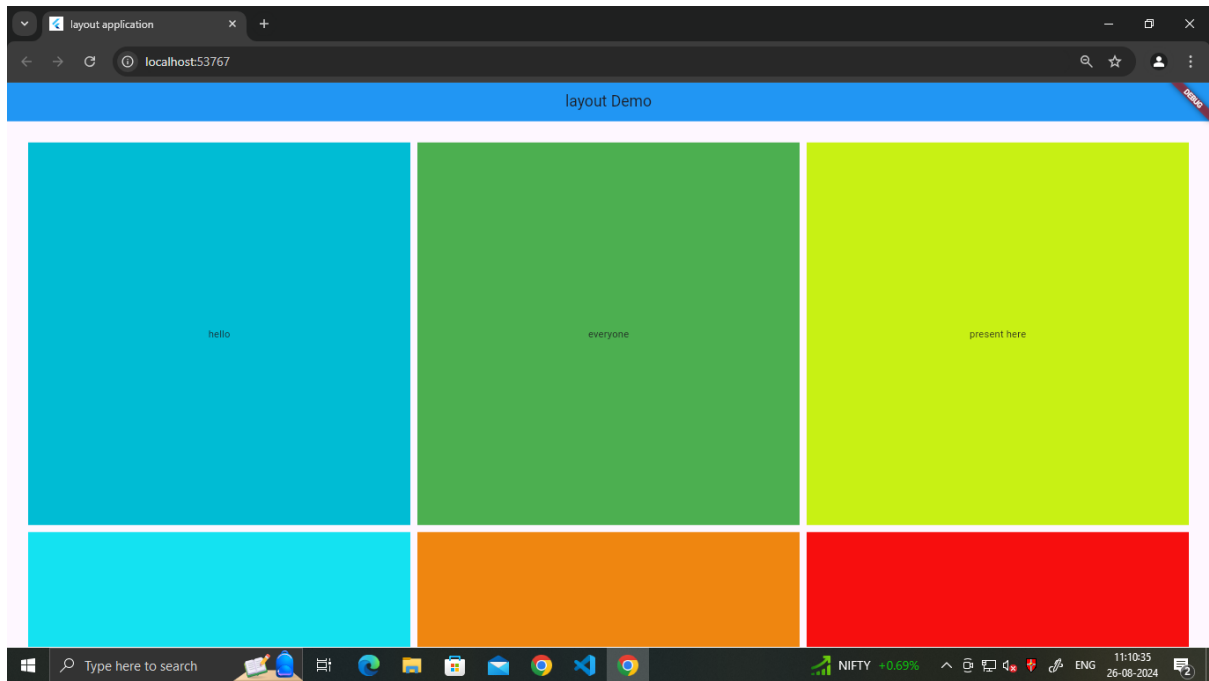 layout application
localhost:53767
layout Demo
DEBUG
hello
everyone
present here
Type here to search
NIFTY +0.69%
ENG
11:10:35
26-08-2024
2